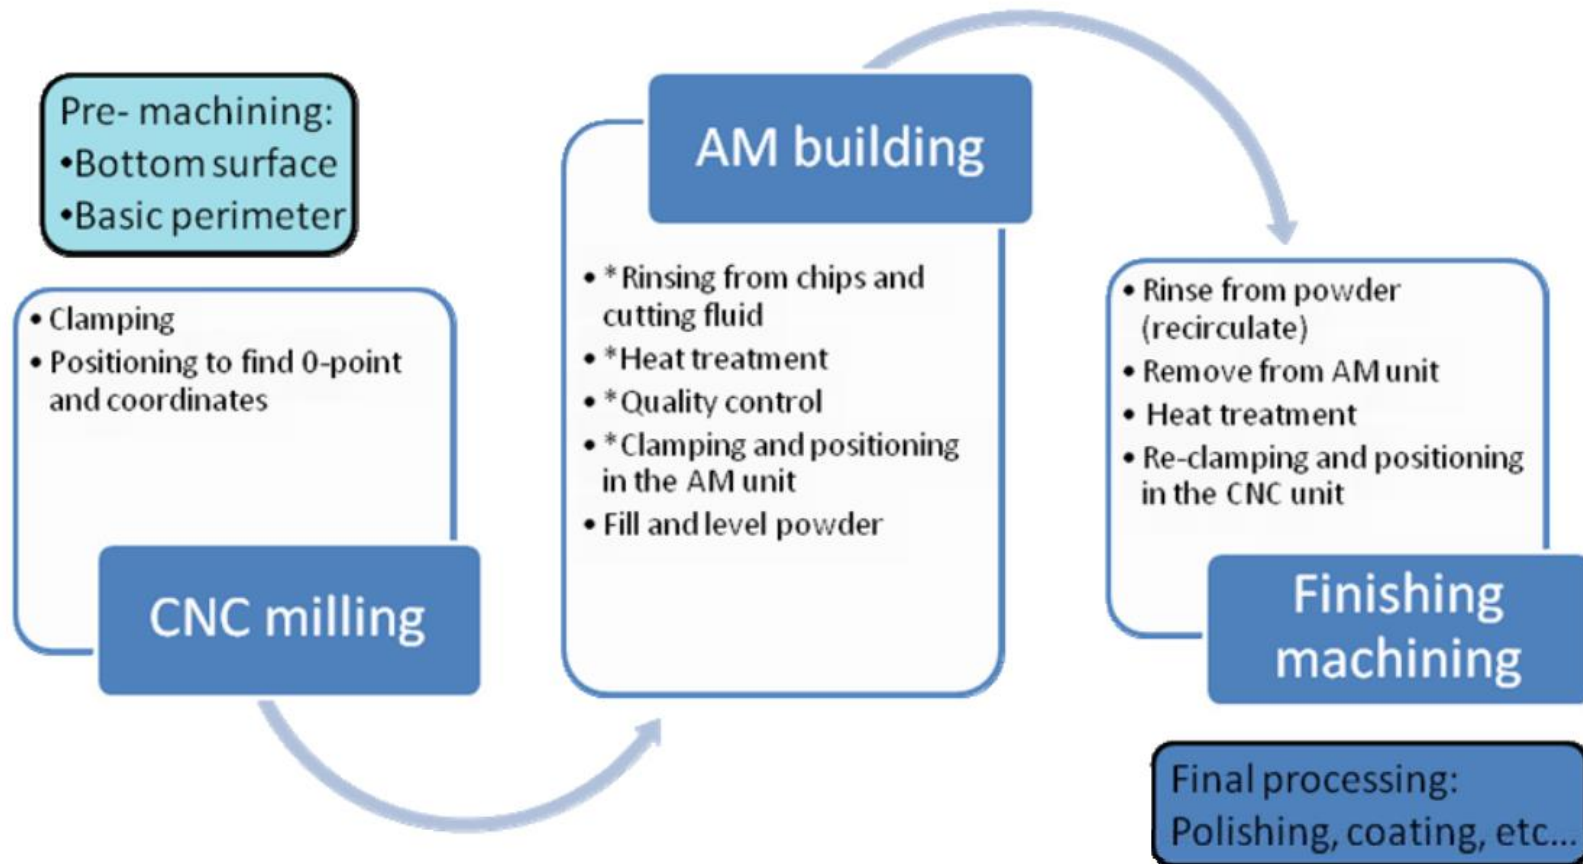 Pre- machining:
•Bottom surface
•Basic perimeter
• Clamping
• Positioning to find 0-point
and coordinates
CNC milling
AM building
• *Rinsing from chips and
cutting fluid
• *Heat treatment
• *Quality control
• *Clamping and positioning
in the AM unit
• Fill and level powder
• Rinse from powder
(recirculate)
• Remove from AM unit
• Heat treatment
• Re-clamping and positioning
in the CNC unit
Finishing
machining
Final processing:
Polishing, coating, etc...